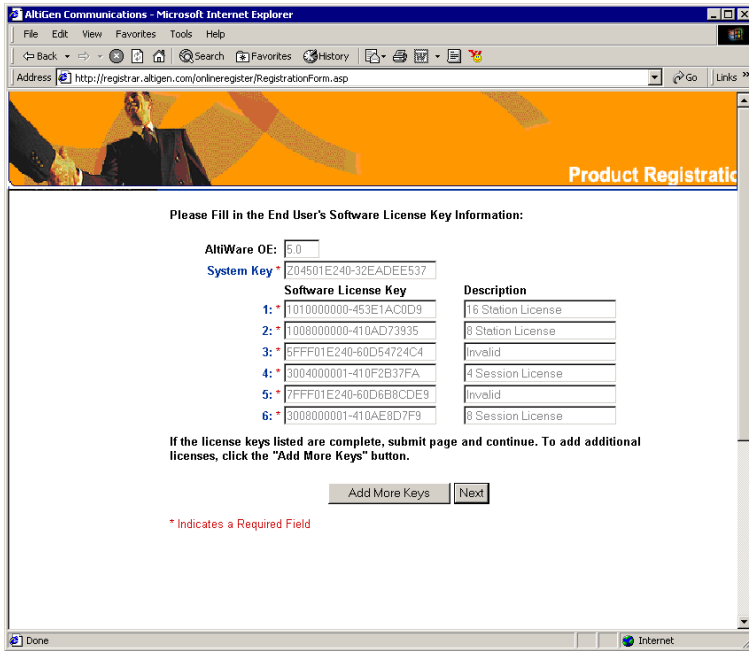 AltiGen Communications - Microsoft Internet Explorer
File Edit View Favorites Tools Help
Back Search Favorites History
Address http://registrar.altigen.com/onlineregister/RegistrationForm.asp Go Links »
Product Registratio
Please Fill in the End User's Software License Key Information:
AltiWare OE: 5.0
System Key * Z04501E240-32EADEE537
Software License Key Description
1: * 1010000000-453E1AC0D9 16 Station License
2: * 1008000000-410AD73935 8 Station License
3: * 5FFF01E240-60D54724C4 Invalid
4: * 3004000001-410F2B37FA 4 Session License
5: * 7FFF01E240-60D6B8CDE9 Invalid
6: * 3008000001-410AE8D7F9 8 Session License
If the license keys listed are complete, submit page and continue. To add additional
licenses, click the "Add More Keys" button.
Add More Keys Next
* Indicates a Required Field
Done Internet